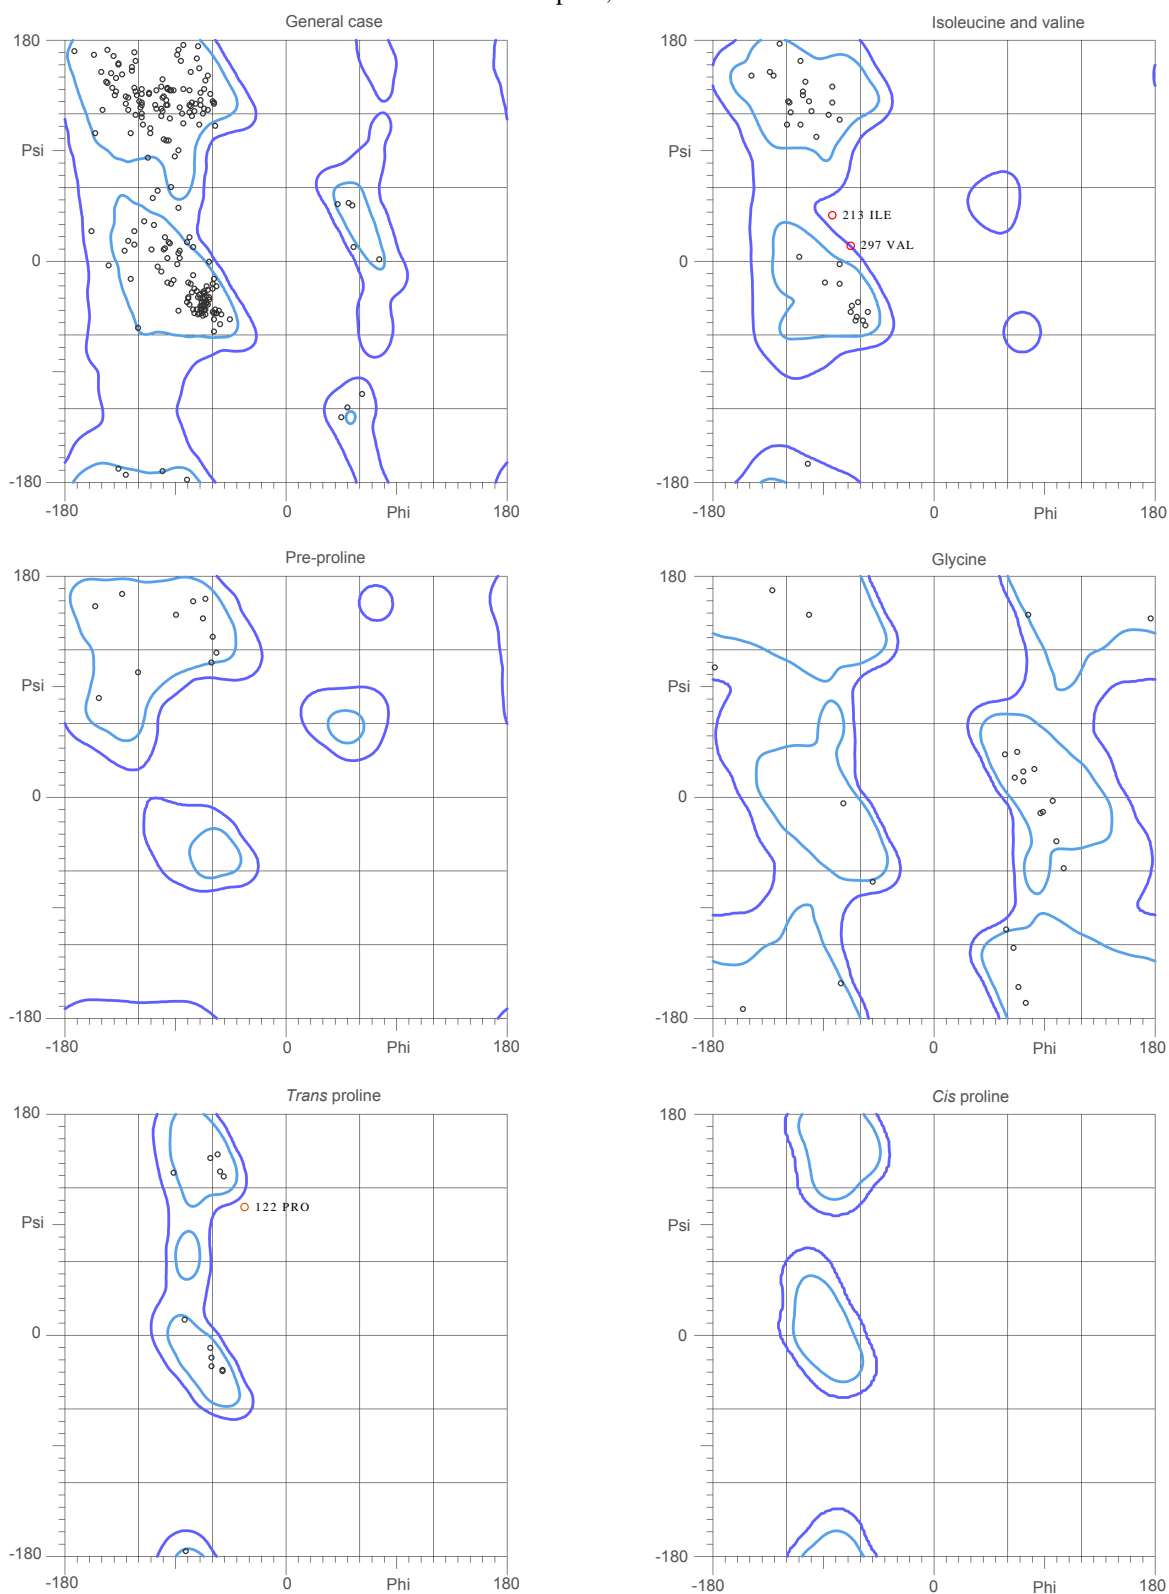 General case
Isoleucine and valine
180
180
Psi
Psi
213 ILE
297 VAL
0
0
-180
-180
-180
0
Phi
180
-180
0
Phi
180
Pre-proline
Glycine
180
180
Psi
Psi
0
0
-180
-180
-180
0
Phi
180
-180
0
Phi
180
Trans proline
Cis proline
180
180
122 PRO
Psi
Psi
0
0
-180
-180
-180
0
Phi
180
-180
0
Phi
180